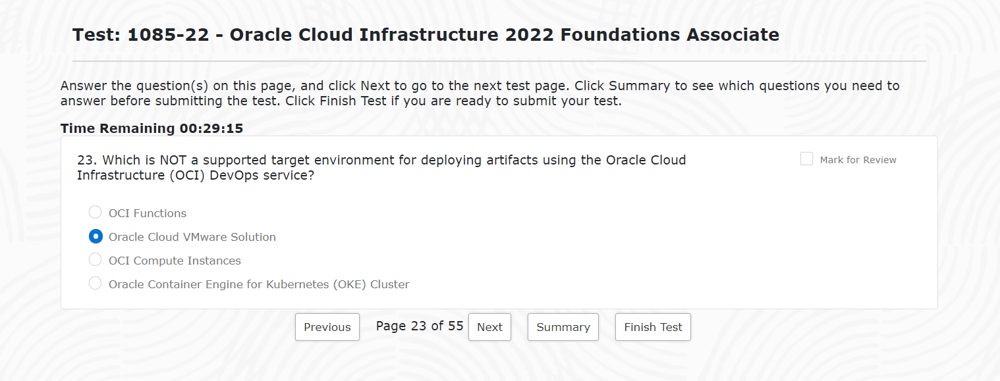 Test: 1085-22 - Oracle Cloud Infrastructure 2022 Foundations Associate
Answer the question(s) on this page, and click Next to go to the next test page. Click Summary to see which questions you need to
answer before submitting the test. Click Finish Test if you are ready to submit your test.
Time Remaining 00:29:15
23. Which is NOT a supported target environment for deploying artifacts using the Oracle Cloud
Infrastructure (OCI) DevOps service?
Mark for Review
OCI Functions
Oracle Cloud VMware Solution
OCI Compute Instances
Oracle Container Engine for Kubernetes (OKE) Cluster
Previous Page 23 of 55 Next Summary Finish Test